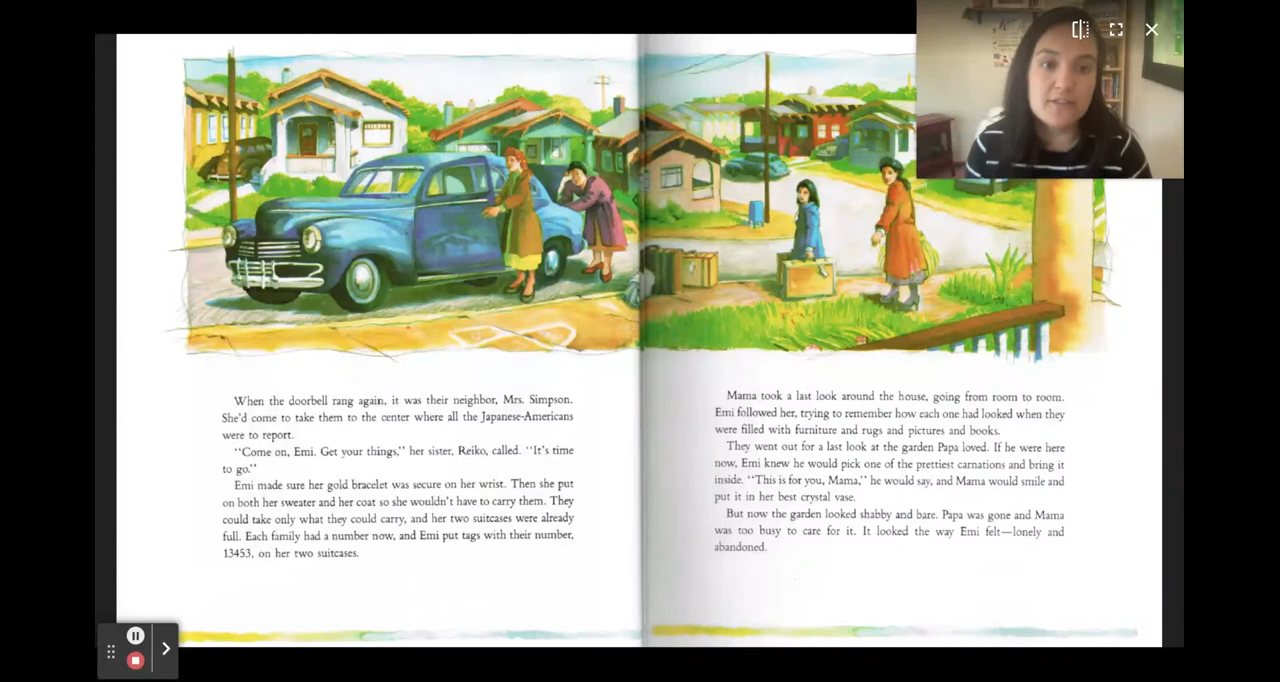 When the doorbell rang again, it was their neighbor, Mrs. Simpson.
She'd come to take them to the center where all the Japanese-Americans
were to report.
"Come on, Emi. Get your things," her sister, Reiko, called. "It's time
to go."
Emi made sure her gold bracelet was secure on her wrist. Then she put
on both her sweater and her coat so she wouldn't have to carry them. They
could take only what they could carry, and her two suitcases were already
full. Each family had a number now, and Emi put tags with their number,
13453, on her two suitcases.
Mama took a last look around the house, going from room to room.
Emi followed her, trying to remember how each one had looked when they
were filled with furniture and rugs and pictures and books.
They went out for a last look at the garden Papa loved. If he were here
now, Emi knew he would pick one of the prettiest carnations and bring it
inside. "This is for you, Mama," he would say, and Mama would smile and
put it in her best crystal vase.
But now the garden looked shabby and bare. Papa was gone and Mama
was too busy to care for it. It looked the way Emi felt—lonely and
abandoned.